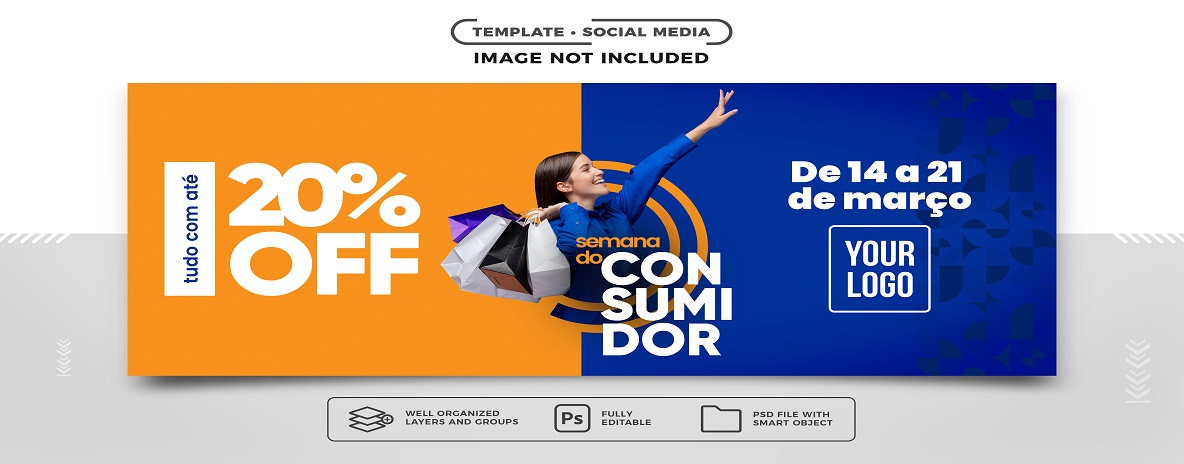 TEMPLATE • SOCIAL MEDIA
IMAGE NOT INCLUDED
tudo com até
20%
OFF
semana
do
CON
SUMI
DOR
De 14 a 21
de março
YOUR
LOGO
WELL ORGANIZED
LAYERS AND GROUPS
Ps
FULLY
EDITABLE
PSD FILE WITH
SMART OBJECT